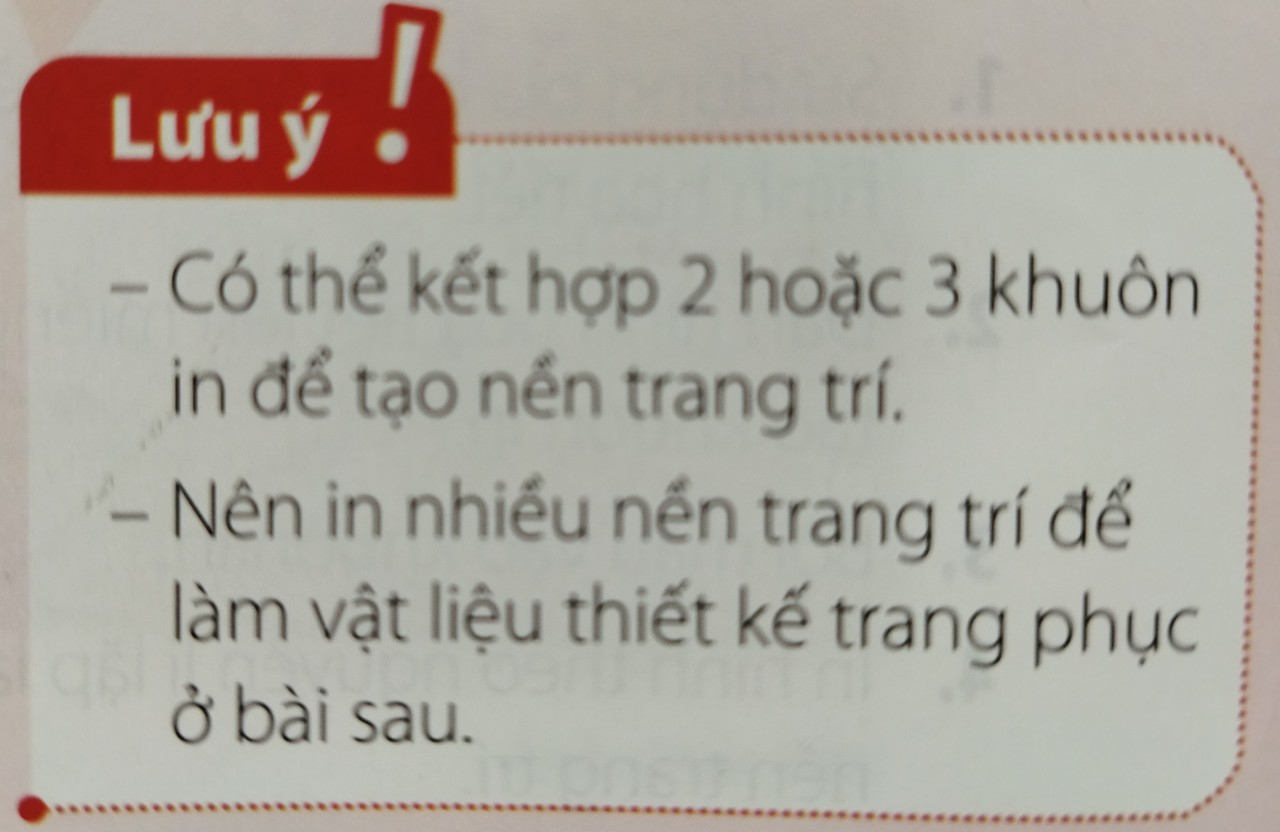 Lưu ý !
– Có thể kết hợp 2 hoặc 3 khuôn
in để tạo nền trang trí.
– Nên in nhiều nền trang trí để
làm vật liệu thiết kế trang phục
ở bài sau.